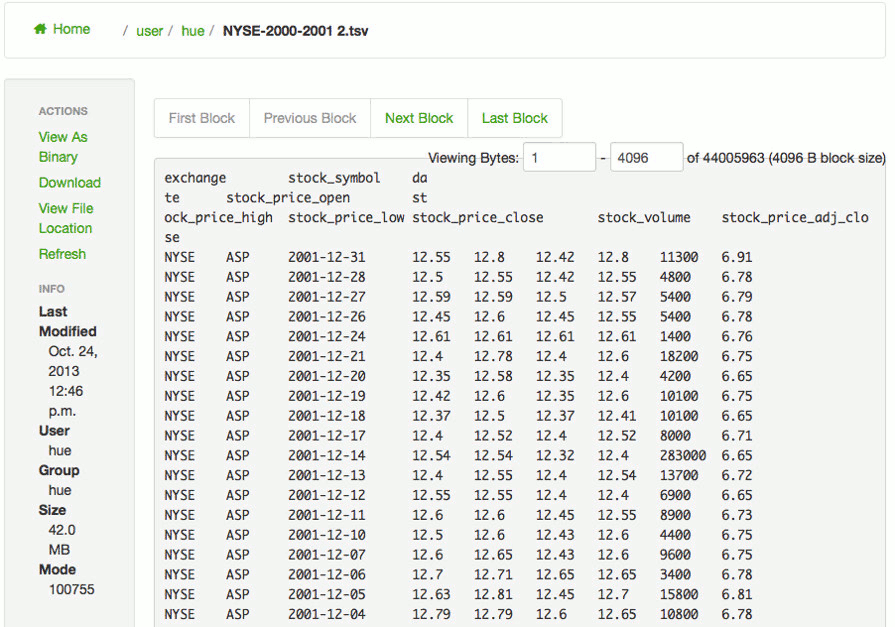 Home / user / hue / NYSE-2000-2001 2.tsv
ACTIONS
View As
Binary
Download
View File
Location
Refresh
INFO
Last
Modified
Oct. 24,
2013
12:46
p.m.
User
hue
Group
hue
Size
42.0
MB
Mode
100755
First Block Previous Block Next Block Last Block
Viewing Bytes: 1 - 4096 of 44005963 (4096 B block size)
exchange stock_symbol da
te stock_price_open st
ock_price_high stock_price_low stock_price_close stock_volume stock_price_adj_clo
se
NYSE ASP 2001-12-31 12.55 12.8 12.42 12.8 11300 6.91
NYSE ASP 2001-12-28 12.5 12.55 12.42 12.55 4800 6.78
NYSE ASP 2001-12-27 12.59 12.59 12.5 12.57 5400 6.79
NYSE ASP 2001-12-26 12.45 12.6 12.45 12.55 5400 6.78
NYSE ASP 2001-12-24 12.61 12.61 12.61 12.61 1400 6.76
NYSE ASP 2001-12-21 12.4 12.78 12.4 12.6 18200 6.75
NYSE ASP 2001-12-20 12.35 12.58 12.35 12.4 4200 6.65
NYSE ASP 2001-12-19 12.42 12.6 12.35 12.6 10100 6.75
NYSE ASP 2001-12-18 12.37 12.5 12.37 12.41 10100 6.65
NYSE ASP 2001-12-17 12.4 12.52 12.4 12.52 8000 6.71
NYSE ASP 2001-12-14 12.54 12.54 12.32 12.4 283000 6.65
NYSE ASP 2001-12-13 12.4 12.55 12.4 12.54 13700 6.72
NYSE ASP 2001-12-12 12.55 12.55 12.4 12.4 6900 6.65
NYSE ASP 2001-12-11 12.6 12.6 12.45 12.55 8900 6.73
NYSE ASP 2001-12-10 12.5 12.6 12.43 12.6 4400 6.75
NYSE ASP 2001-12-07 12.6 12.65 12.43 12.6 9600 6.75
NYSE ASP 2001-12-06 12.7 12.71 12.65 12.65 3400 6.78
NYSE ASP 2001-12-05 12.63 12.81 12.45 12.7 15800 6.81
NYSE ASP 2001-12-04 12.79 12.79 12.6 12.65 10800 6.78